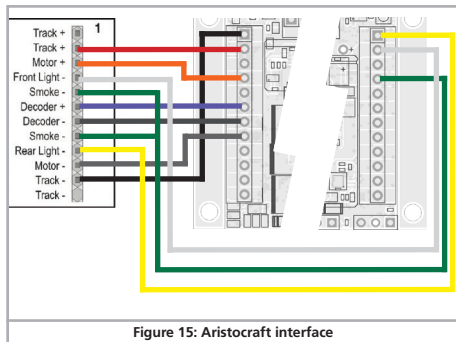 1
Track +
Track +
Motor +
Front Light -
Smoke -
Decoder +
Decoder -
Smoke -
Rear Light -
Motor -
Track -
Track -
Figure 15: Aristocraft interface